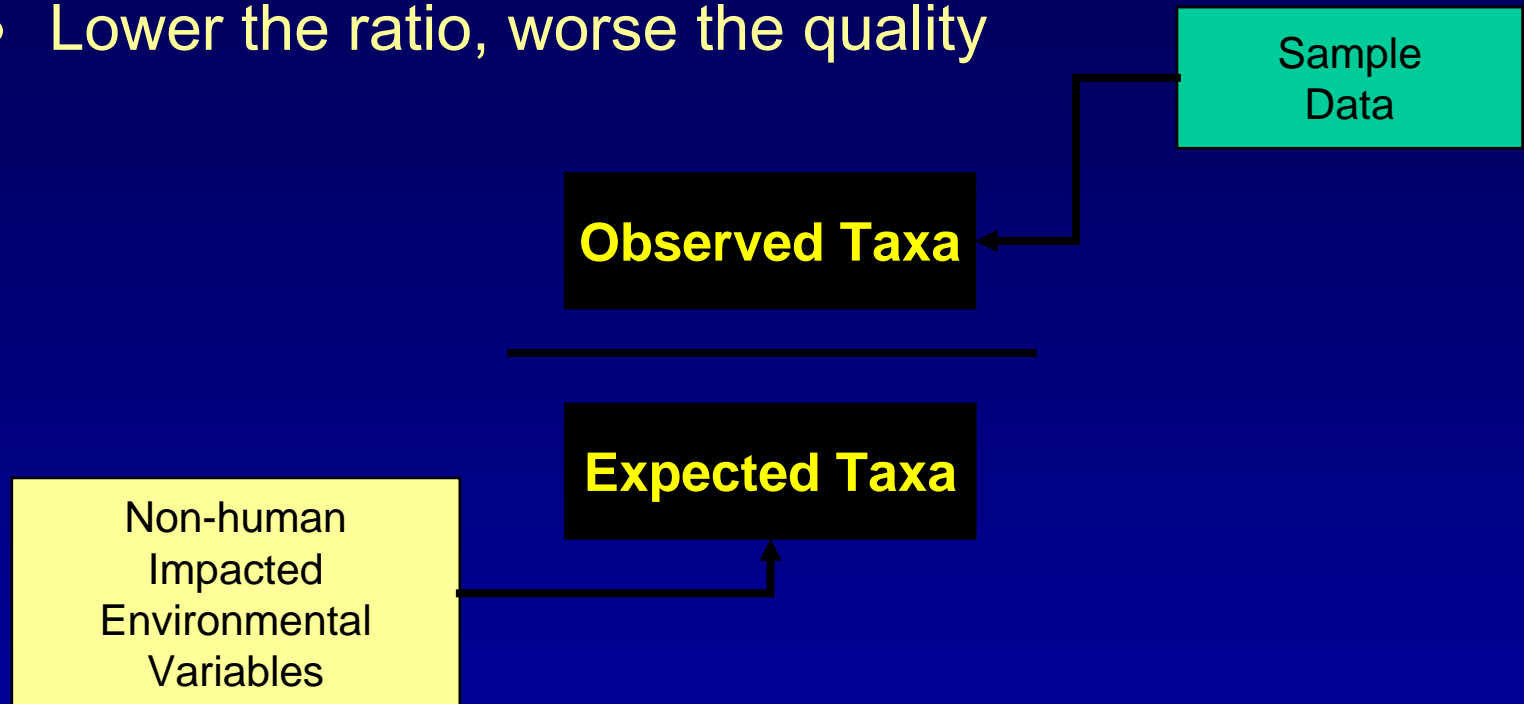 • Lower the ratio, worse the quality
Sample
Data
Observed Taxa
Expected Taxa
Non-human
Impacted
Environmental
Variables